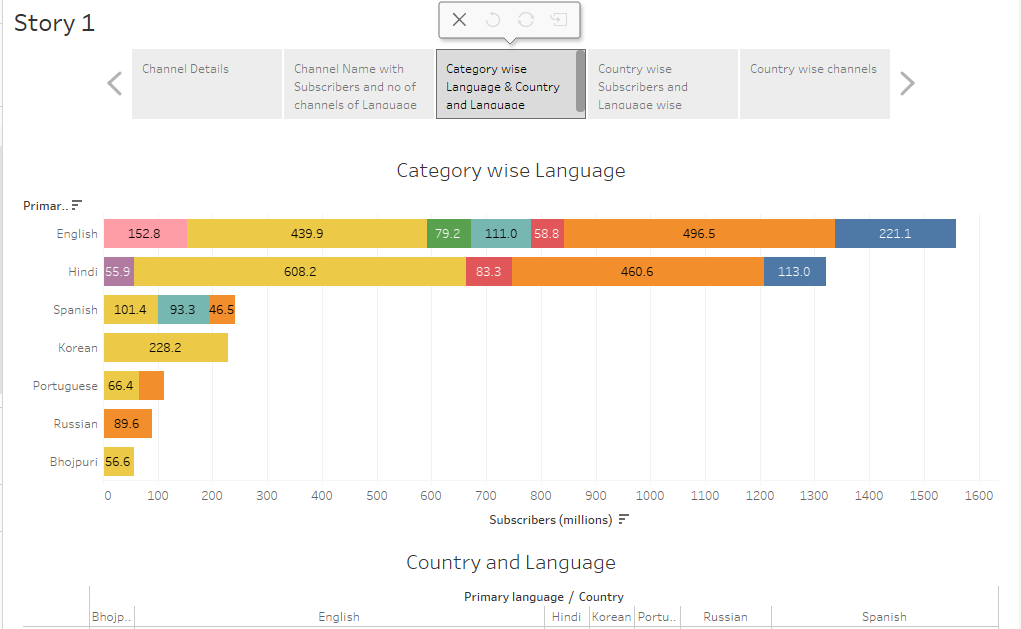 Story 1
Channel Details
Channel Name with
Subscribers and no of
channels of Language
Category wise
Language & Country
and Language
Country wise
Subscribers and
Language wise
Country wise channels
Category wise Language
Primar..
English 152.8 439.9 79.2 111.0 58.8 496.5 221.1
Hindi 55.9 608.2 83.3 460.6 113.0
Spanish 101.4 93.3 46.5
Korean 228.2
Portuguese 66.4
Russian 89.6
Bhojpuri 56.6
0 100 200 300 400 500 600 700 800 900 1000 1100 1200 1300 1400 1500 1600
Subscribers (millions)
Country and Language
Primary language / Country
Bhojp.. English Hindi Korean Portu.. Russian Spanish